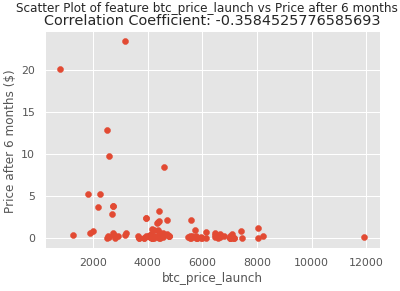 Scatter Plot of feature btc_price_launch vs Price after 6 months
Correlation Coefficient: -0.3584525776585693
Price after 6 months ($)
20
15
10
5
0
2000 4000 6000 8000 10000 12000
btc_price_launch